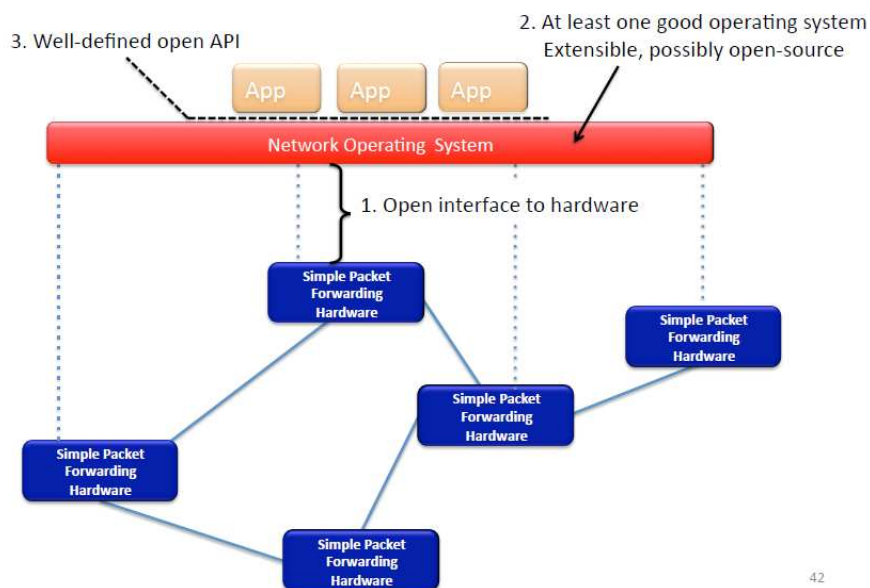 2. At least one good operating system
Extensible, possibly open-source
3. Well-defined open API
App App App
Network Operating System
1. Open interface to hardware
Simple Packet
Forwarding
Hardware
Simple Packet
Forwarding
Hardware
Simple Packet
Forwarding
Hardware
Simple Packet
Forwarding
Hardware
Simple Packet
Forwarding
Hardware
42